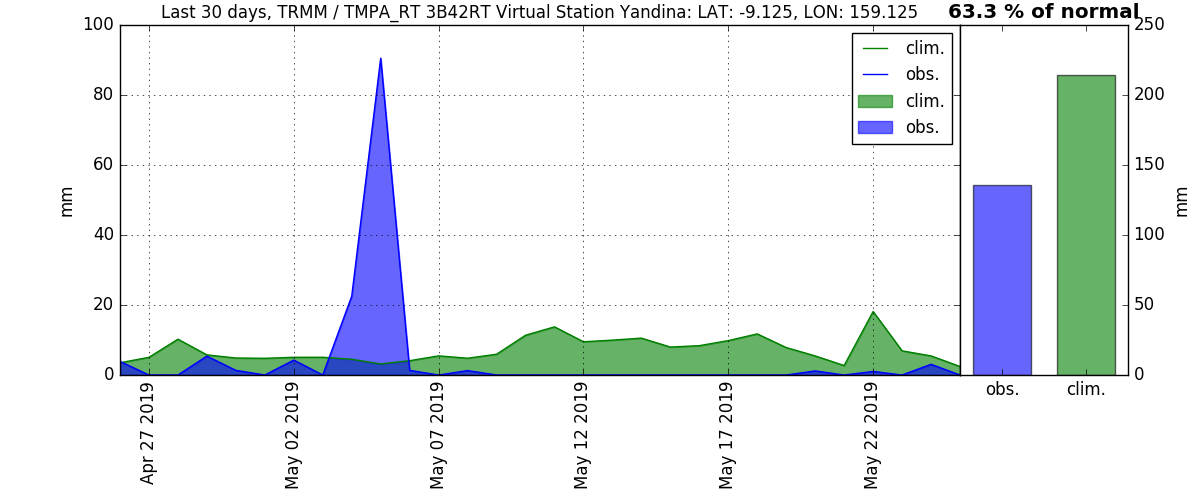 Last 30 days, TRMM / TMPA_RT 3B42RT Virtual Station Yandina: LAT: -9.125, LON: 159.125
63.3 % of normal
100
80
60
40
20
0
mm
clim.
obs.
clim.
obs.
250
200
150
100
50
0
mm
Apr 27 2019
May 02 2019
May 07 2019
May 12 2019
May 17 2019
May 22 2019
obs.
clim.